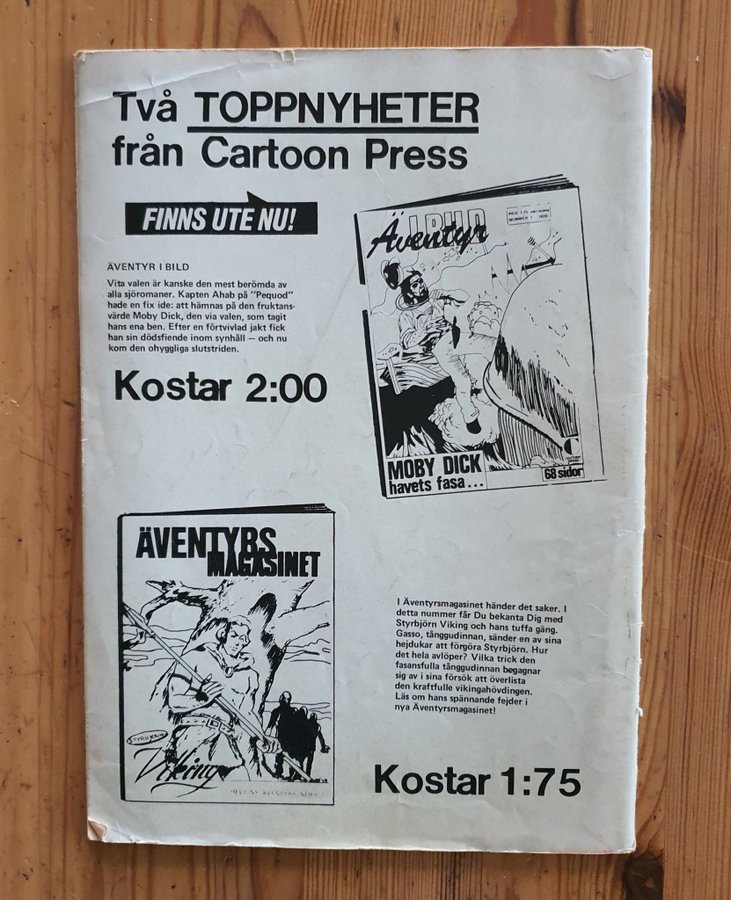 Två TOPPNYHETER
från Cartoon Press
FINNS UTE NU!
ÄVENTYR I BILD
Vita valen är kanske den mest berömda av
alla sjöromaner. Kapten Ahab på "Pequod"
hade en fix ide: att hämnas på den fruktans-
värde Moby Dick, den via valen, som tagit
hans ena ben. Efter en förtvivlad jakt fick
han sin dödsfiende inom synhåll — och nu
kom den ohyggliga slutstriden.
Kostar 2:00
I BILD
Äventyr
MOBY DICK
havets fasa...
68 sidor
ÄVENTYRS
MAGASINET
Viking
I Äventyrsmagasinet händer det saker. I
detta nummer får Du bekanta Dig med
Styrbjörn Viking och hans tuffa gäng.
Gasso, tånggudinnan, sänder en av sina
hejdukar att förgöra Styrbjörn. Hur
det hela avlöper? Vilka trick den
fasansfulla tånggudinnan begagnar
sig av i sina försök att överlista
den kraftfulle vikingahövdingen.
Läs om hans spännande fejder i
nya Äventyrsmagasinet!
Kostar 1:75